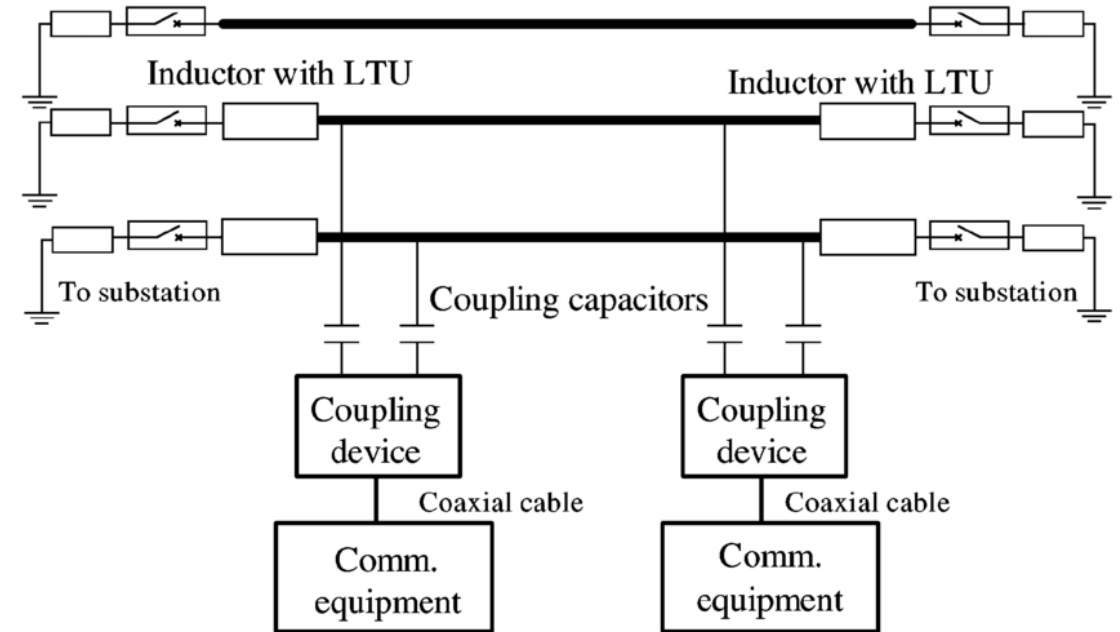 Inductor with LTU
Inductor with LTU
To substation
To substation
Coupling capacitors
Coupling
device
Coupling
device
Coaxial cable
Coaxial cable
Comm.
equipment
Comm.
equipment